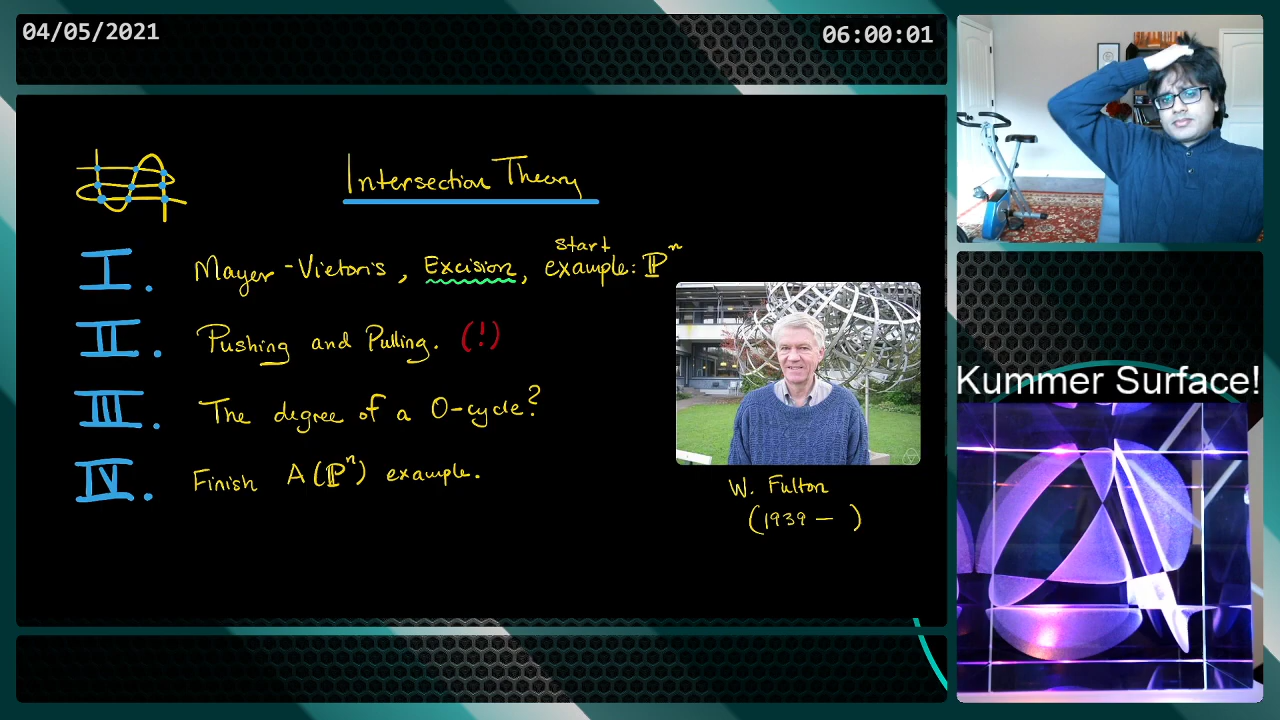 04/05/2021
06:00:01
Intersection Theory
I. Mayer-Vietoris, Excision, start example: ℙⁿ
II. Pushing and Pulling. (!)
III. The degree of a 0-cycle?
IV. Finish A(ℙⁿ) example.
W. Fulton
(1939 — )
Kummer Surface!